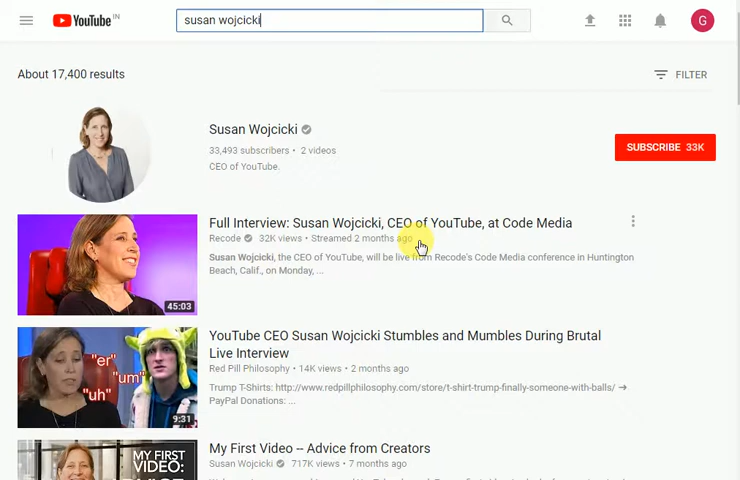 YouTube IN
susan wojcicki
G
About 17,400 results
FILTER
Susan Wojcicki
33,493 subscribers • 2 videos
CEO of YouTube.
SUBSCRIBE 33K
Full Interview: Susan Wojcicki, CEO of YouTube, at Code Media
Recode 32K views • Streamed 2 months ago
Susan Wojcicki, the CEO of YouTube, will be live from Recode's Code Media conference in Huntington
Beach, Calif., on Monday, ...
45:03
YouTube CEO Susan Wojcicki Stumbles and Mumbles During Brutal
Live Interview
Red Pill Philosophy • 14K views • 2 months ago
Trump T-Shirts: http://www.redpillphilosophy.com/store/t-shirt-trump-finally-someone-with-balls/ ➔
PayPal Donations: ...
"er"
"um"
"uh"
9:31
My First Video -- Advice from Creators
Susan Wojcicki 717K views • 7 months ago
MY FIRST
VIDEO: